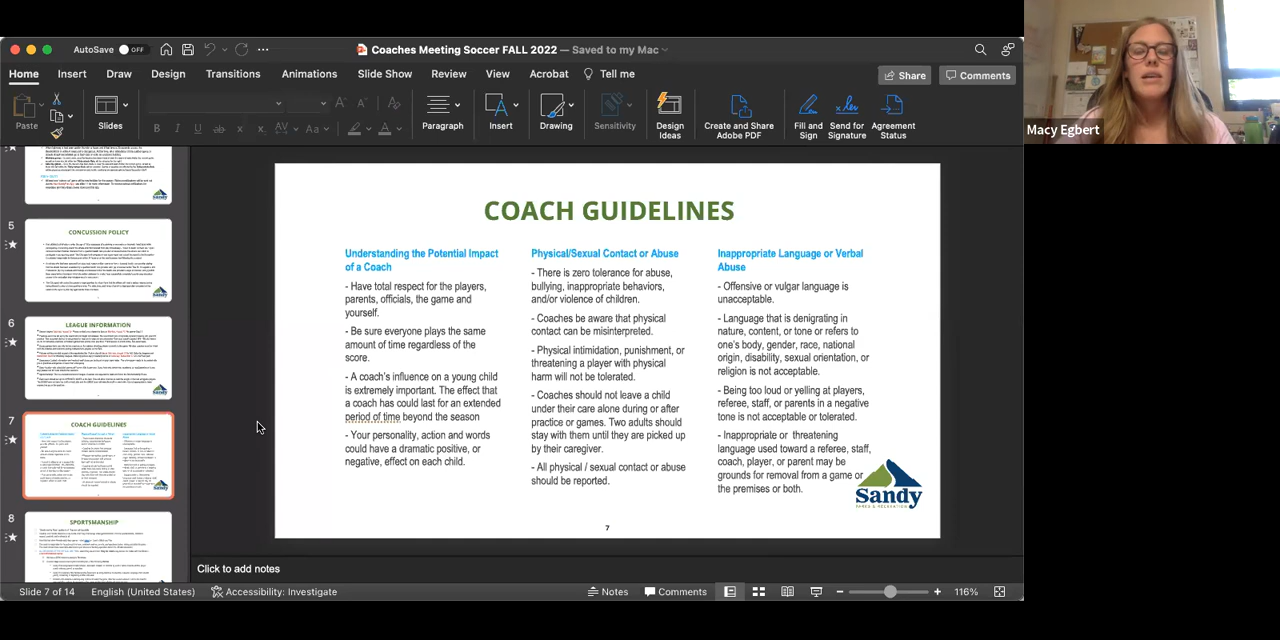 AutoSave OFF
Coaches Meeting Soccer FALL 2022 — Saved to my Mac
Home Insert Draw Design Transitions Animations Slide Show Review View Acrobat Tell me
Share Comments
Paste
Slides
Paragraph
Insert
Drawing
Sensitivity
Design
Ideas
Create and Share
Adobe PDF
Fill and
Sign
Send for
Signature
Agreement
Status
Macy Egbert
5
CONCUSSION POLICY
6
LEAGUE INFORMATION
7
COACH GUIDELINES
8
SPORTSMANSHIP
COACH GUIDELINES
Understanding the Potential Impact
of a Coach
- Have total respect for the players,
parents, officials, the game and
yourself.
- Be sure everyone plays the same
amount of time regardless of the
score.
- A coach's influence on a young child
is extremely important. The effect that
a coach has could last for an extended
period of time beyond the season
- Your personality, action and words
could have a dramatic positive, or
negative, effect on each child.
Physical/Sexual Contact or Abuse
- There is zero tolerance for abuse,
bullying, inappropriate behaviors,
and/or violence of children.
- Coaches be aware that physical
contact can be misinterpreted.
- Physical intimidation, punishment, or
threatening a player with physical
harm will not be tolerated.
- Coaches should not leave a child
under their care alone during or after
practice or games. Two adults should
stay with them until they are picked up
by their caregiver.
- All physical / sexual contact or abuse
should be reported.
Inappropriate Language or Verbal
Abuse
- Offensive or vulgar language is
unacceptable.
- Language that is denigrating in
nature, content, or tone or refers to
one's body, gender, race, national
origin, disability, sexual orientation, or
religion is not acceptable.
- Being too loud or yelling at players,
referee, staff, or parents in a negative
tone is not acceptable or tolerated.
- Inappropriate or threatening
language used toward a referee, staff,
coach, player, or parent may be
grounds for removal from a game or
the premises or both.
Sandy
PARKS & RECREATION
7
Click to add notes
Slide 7 of 14 English (United States) Accessibility: Investigate
Notes Comments 116%